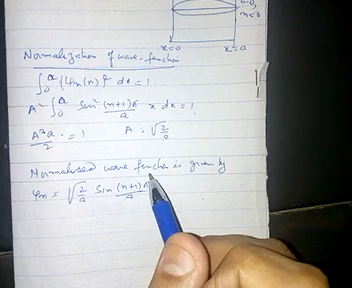 n=0
x=0 x=a
Normalization of wave-function
∫₀ᵃ |ψn(x)|² dx = 1
A² ∫₀ᵃ sin² (n+1)π/a x dx = 1
A²a/2 . = 1 A = √2/a
Normalised wave function is given by
ψn = √2/a sin (n+1)π/a